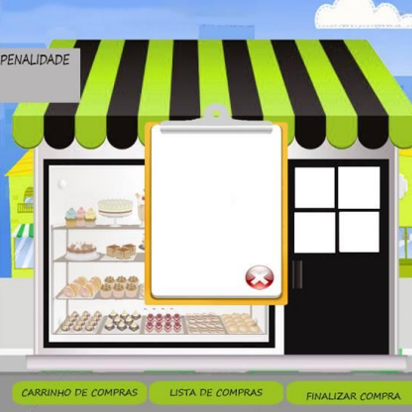 PENALIDADE
CARRINHO DE COMPRAS
LISTA DE COMPRAS
FINALIZAR COMPRA